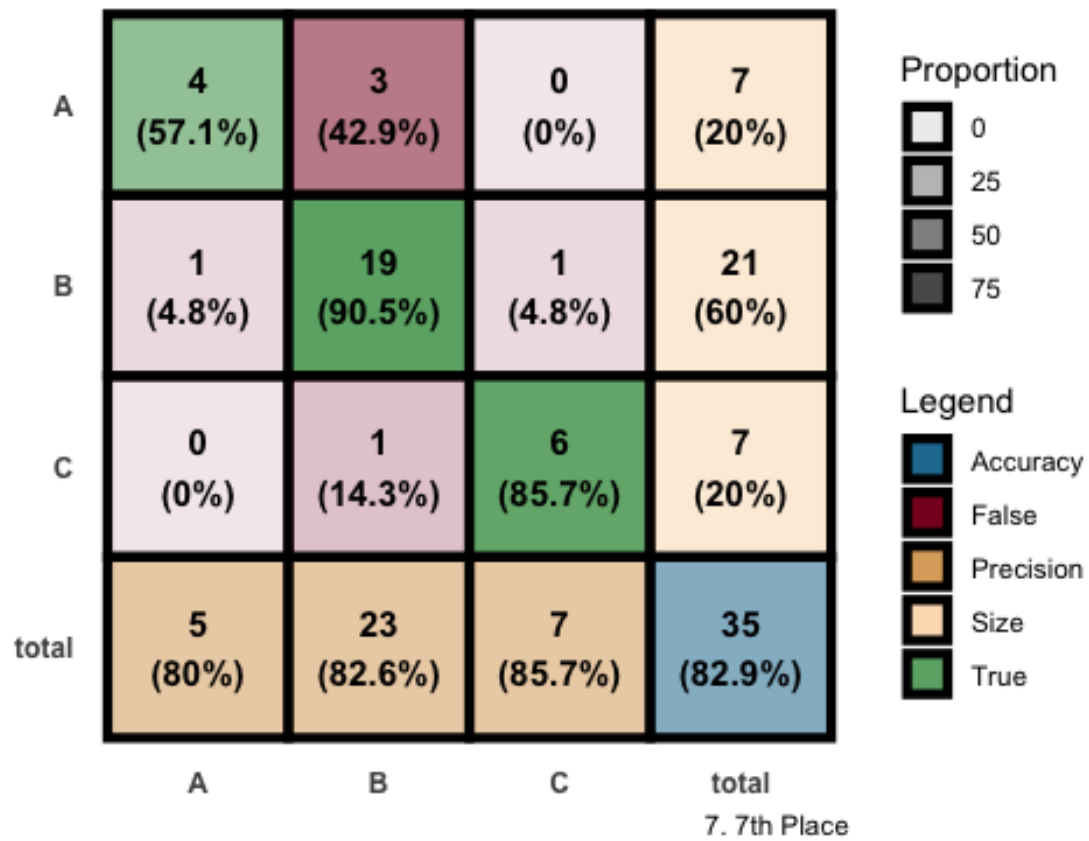 A
4
(57.1%)
3
(42.9%)
0
(0%)
7
(20%)
B
1
(4.8%)
19
(90.5%)
1
(4.8%)
21
(60%)
C
0
(0%)
1
(14.3%)
6
(85.7%)
7
(20%)
total
5
(80%)
23
(82.6%)
7
(85.7%)
35
(82.9%)
A
B
C
total
7. 7th Place
Proportion
0
25
50
75
Legend
Accuracy
False
Precision
Size
True